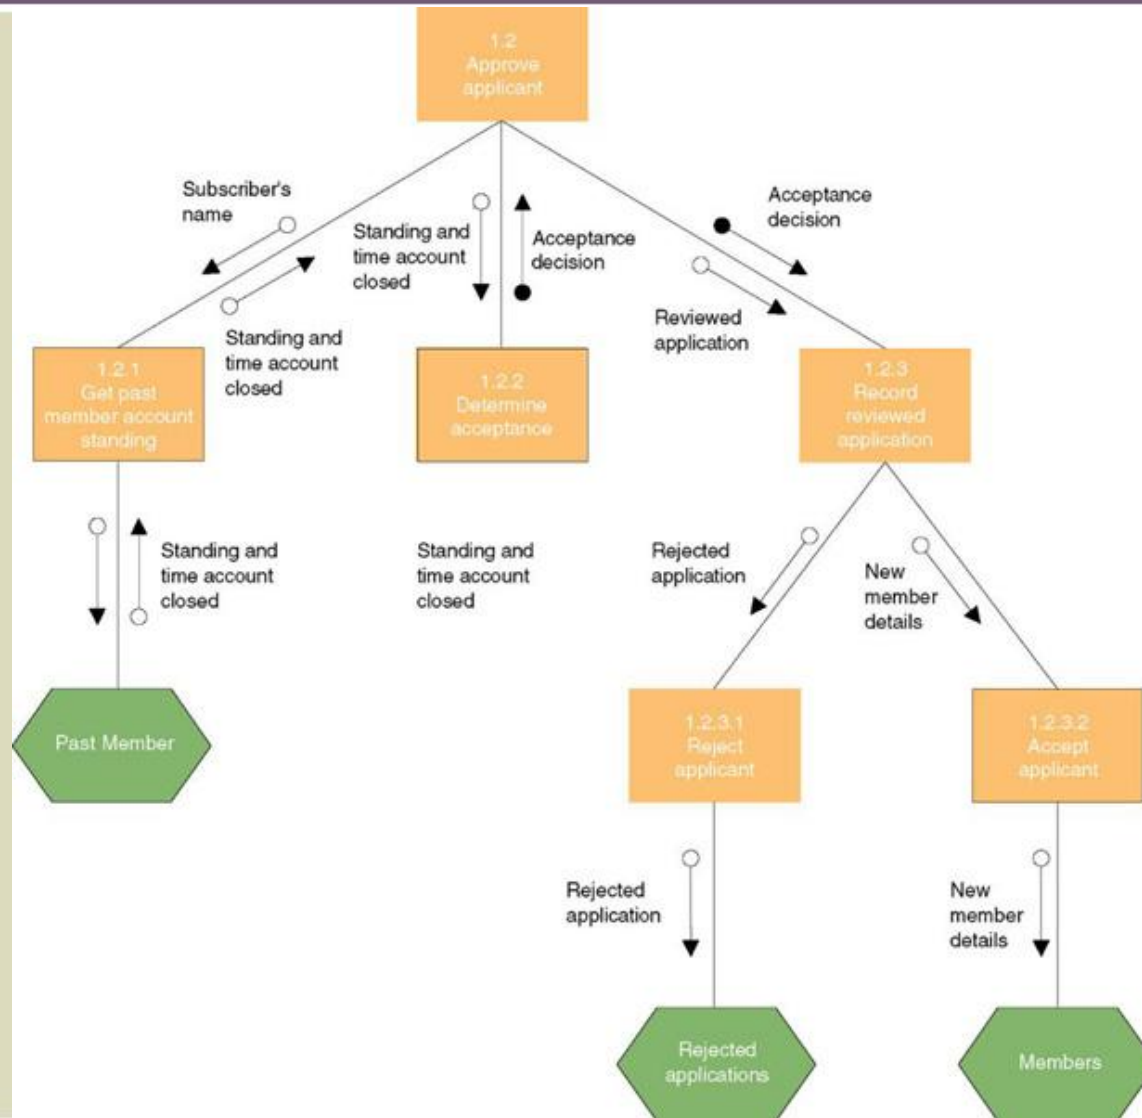 1.2
Approve
applicant
Subscriber's
name
Standing and
time account
closed
Standing and
time account
closed
Acceptance
decision
Acceptance
decision
Reviewed
application
1.2.1
Get past
member account
standing
1.2.2
Determine
acceptance
1.2.3
Record
reviewed
application
Standing and
time account
closed
Standing and
time account
closed
Rejected
application
New
member
details
Past Member
1.2.3.1
Reject
applicant
1.2.3.2
Accept
applicant
Rejected
application
New
member
details
Rejected
applications
Members